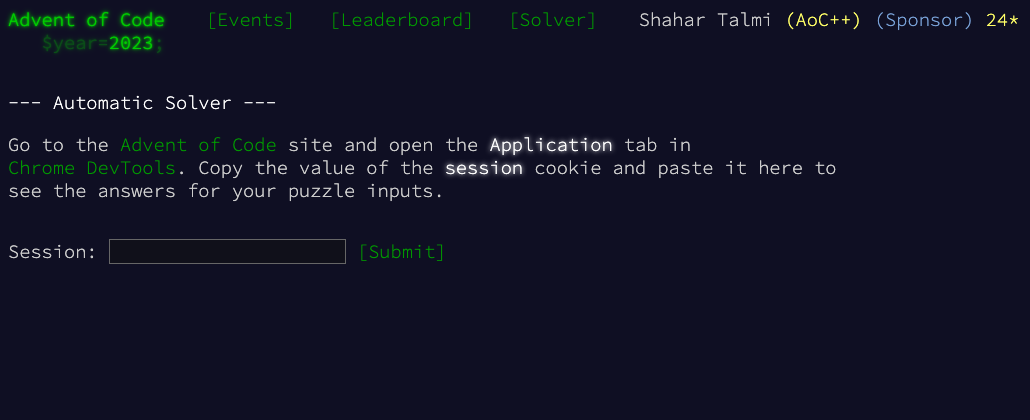 Advent of Code [Events] [Leaderboard] [Solver] Shahar Talmi (AoC++) (Sponsor) 24*
$year=2023;
--- Automatic Solver ---
Go to the Advent of Code site and open the Application tab in
Chrome DevTools. Copy the value of the session cookie and paste it here to
see the answers for your puzzle inputs.
Session: [Submit]